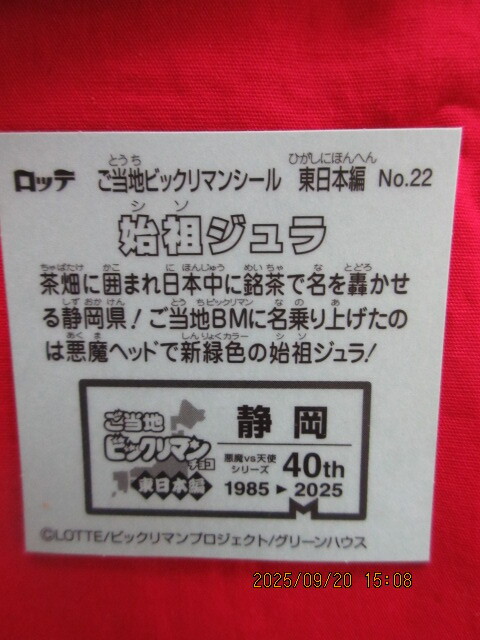 とうち ひがしにほんへん
ロッテ ご当地ビックリマンシール 東日本編 No.22
シソ
始祖ジュラ
ちゃばたけ かこ にほんじゅう めいちゃ な とどろ
茶畑に囲まれ日本中に銘茶で名を轟かせ
しずおかけん とうちビックリマン なの あ
る静岡県!ご当地BMに名乗り上げたの
あくま しんりょくカラー シソ
は悪魔ヘッドで新緑色の始祖ジュラ!
ご当地
ビックリマン
チョコ
東日本編
静岡
悪魔vs天使
シリーズ 40th
1985▶2025
©LOTTE/ビックリマンプロジェクト/グリーンハウス
2025/09/20 15:08